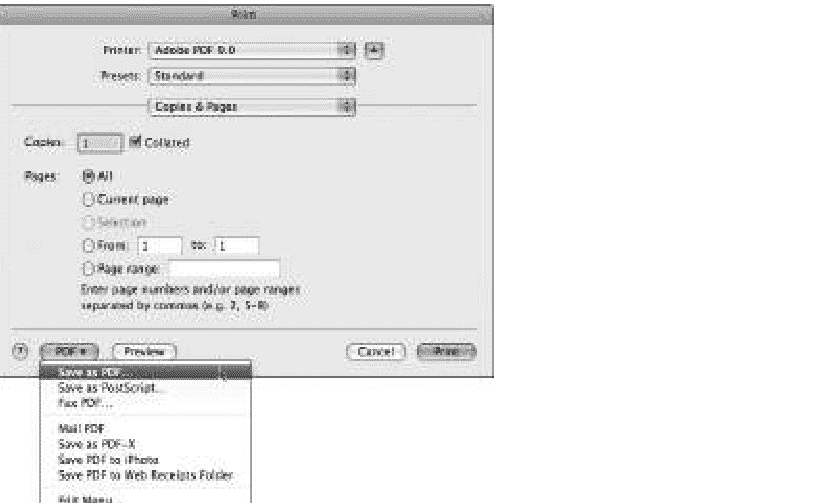 Print
Printer: Adobe PDF 9.0
Presets: Standard
Copies & Pages
Copies: 1 Collated
Pages: All
Current page
Selection
From: 1 to: 1
Page range:
Enter page numbers and/or page ranges
separated by commas (e.g. 2, 5-8)
? PDF Preview Cancel Print
Save as PDF...
Save as PostScript...
Fax PDF...
Mail PDF
Save as PDF-X
Save PDF to iPhoto
Save PDF to Web Receipts Folder
Edit Menu...